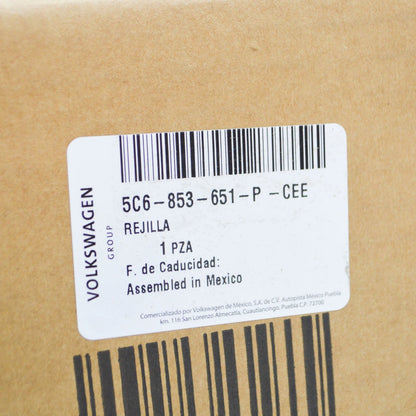 VOLKSWAGEN
GROUP
5C6-853-651-P -CEE
REJILLA
1 PZA
F. de Caducidad:
Assembled in Mexico
Comercializado por Volkswagen de México, S.A. de C.V. Autopista México Puebla
km. 116 San Lorenzo Almecatla, Cuautlancingo, Puebla C.P. 72700